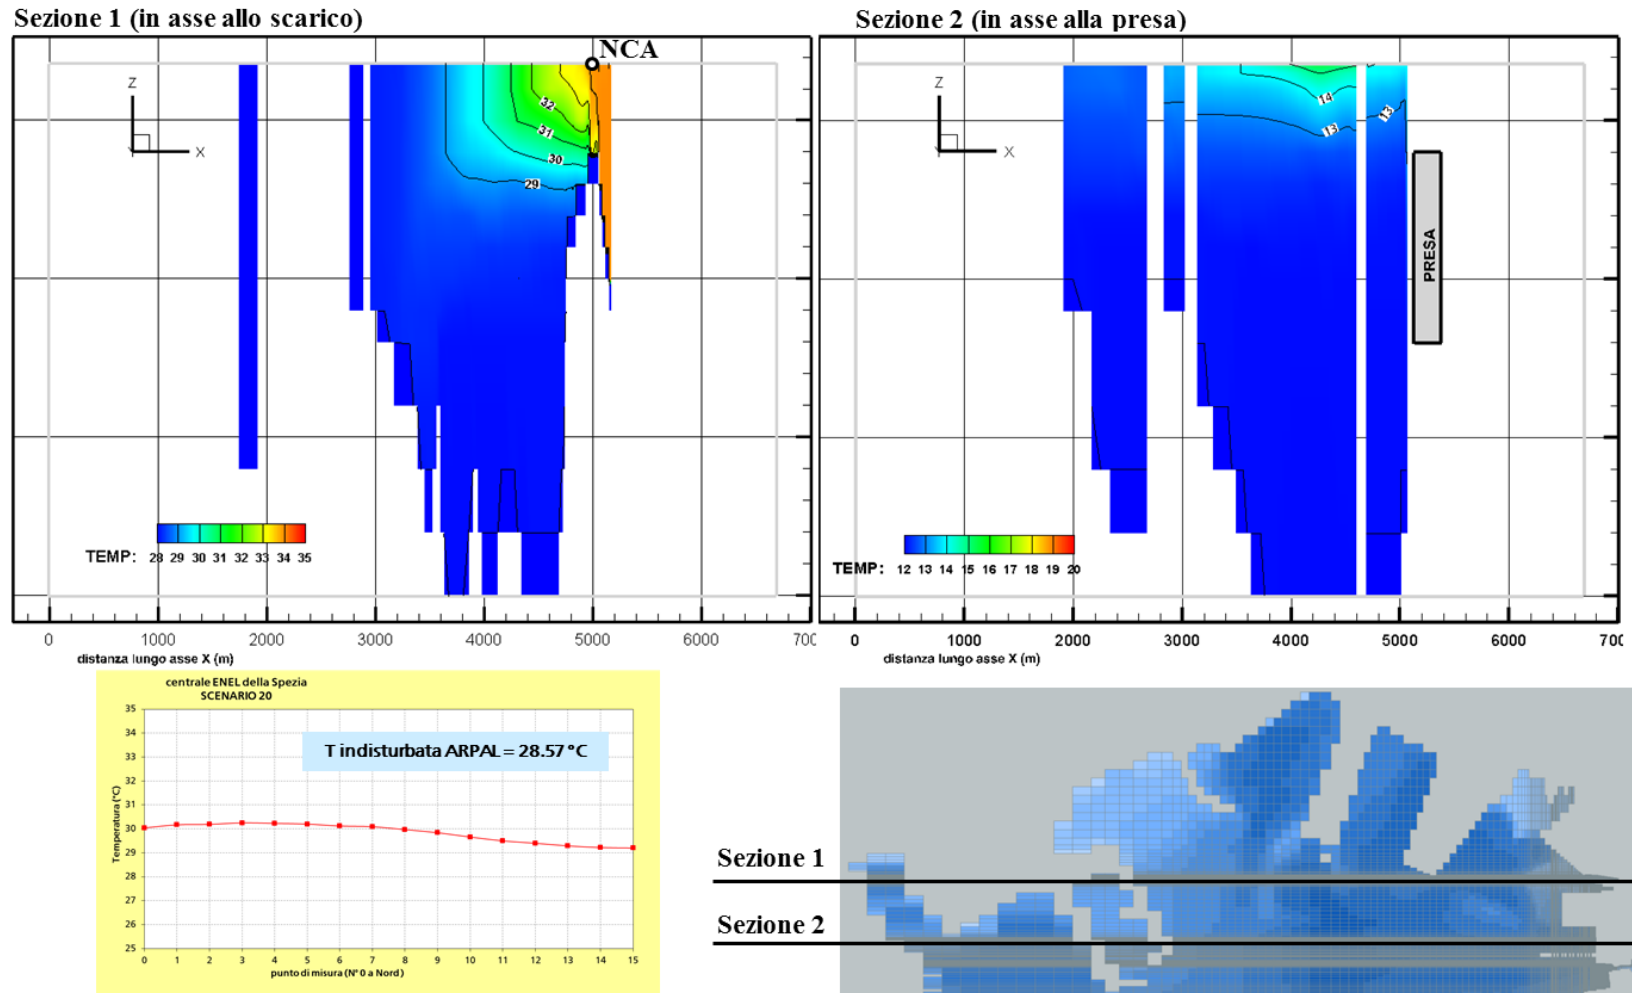 Sezione 1 (in asse allo scarico)
NCA
Z
X
32
31
30
29
TEMP: 28 29 30 31 32 33 34 35
0 1000 2000 3000 4000 5000 6000 700
distanza lungo asse X (m)
Sezione 2 (in asse alla presa)
Z
X
14
13
13
PRESA
TEMP: 12 13 14 15 16 17 18 19 20
0 1000 2000 3000 4000 5000 6000 700
distanza lungo asse X (m)
centrale ENEL della Spezia
SCENARIO 20
T indisturbata ARPAL = 28.57 °C
Temperatura (°C)
35
34
33
32
31
30
29
28
27
26
25
0 1 2 3 4 5 6 7 8 9 10 11 12 13 14 15
punto di misura (N° 0 a Nord)
Sezione 1
Sezione 2